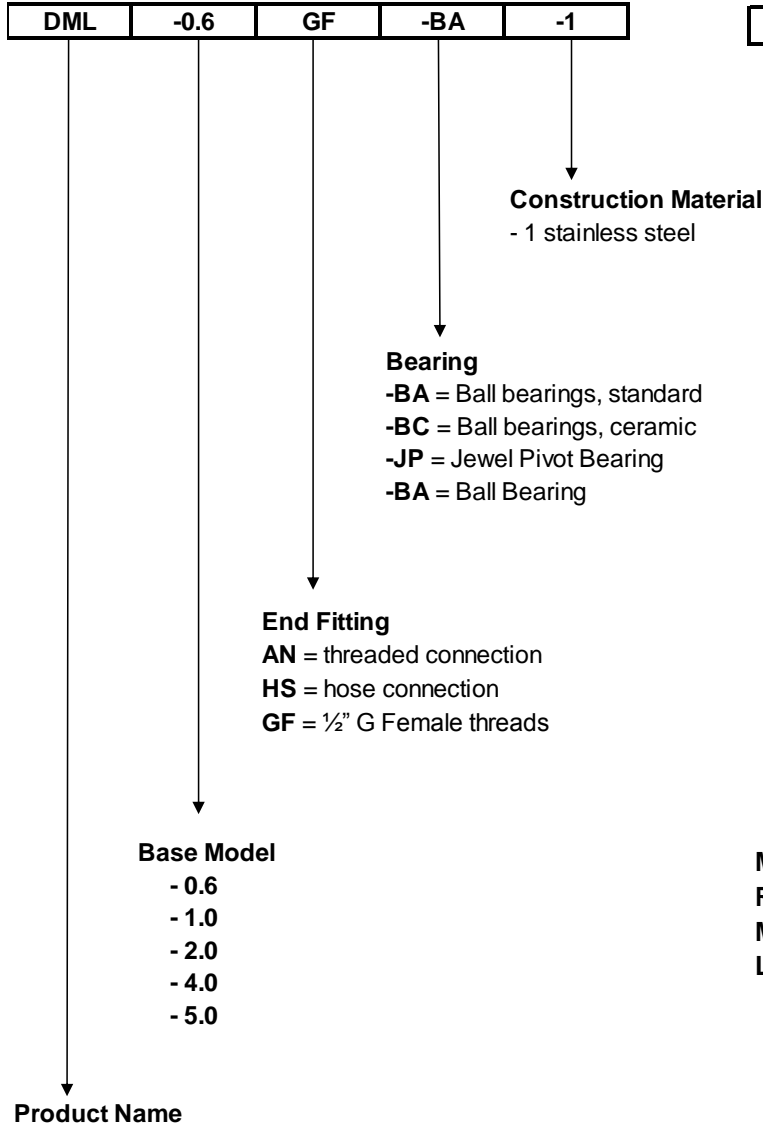 DML -0.6 GF -BA -1
Construction Material
- 1 stainless steel
Bearing
-BA = Ball bearings, standard
-BC = Ball bearings, ceramic
-JP = Jewel Pivot Bearing
-BA = Ball Bearing
End Fitting
AN = threaded connection
HS = hose connection
GF = ½” G Female threads
Base Model
- 0.6
- 1.0
- 2.0
- 4.0
- 5.0
Product Name